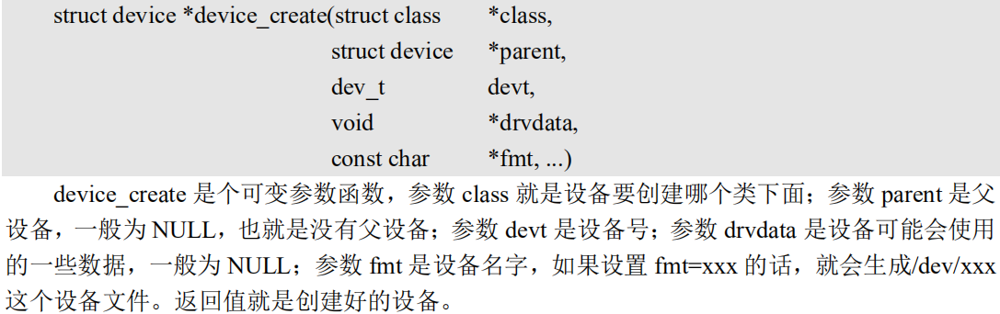 struct device *device_create(struct class *class,
struct device *parent,
dev_t devt,
void *drvdata,
const char *fmt, ...)
device_create 是个可变参数函数，参数 class 就是设备要创建哪个类下面；参数 parent 是父
设备，一般为 NULL，也就是没有父设备；参数 devt 是设备号；参数 drvdata 是设备可能会使用
的一些数据，一般为 NULL；参数 fmt 是设备名字，如果设置 fmt=xxx 的话，就会生成/dev/xxx
这个设备文件。返回值就是创建好的设备。